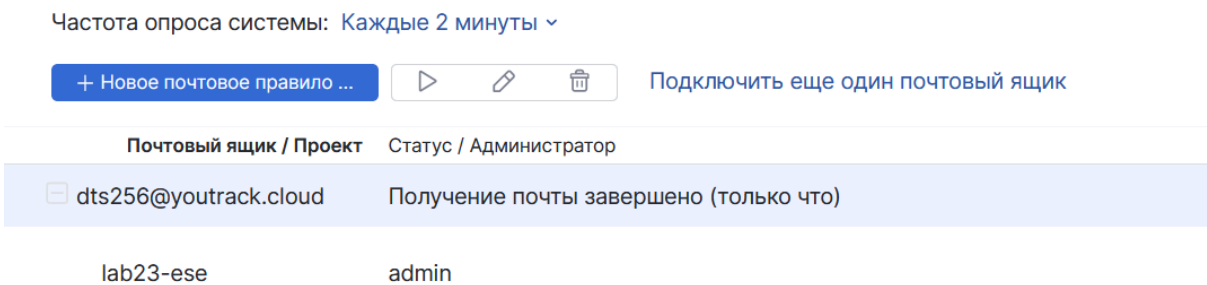 Частота опроса системы: Каждые 2 минуты
+ Новое почтовое правило ... Подключить еще один почтовый ящик
Почтовый ящик / Проект Статус / Администратор
dts256@youtrack.cloud Получение почты завершено (только что)
lab23-ese admin